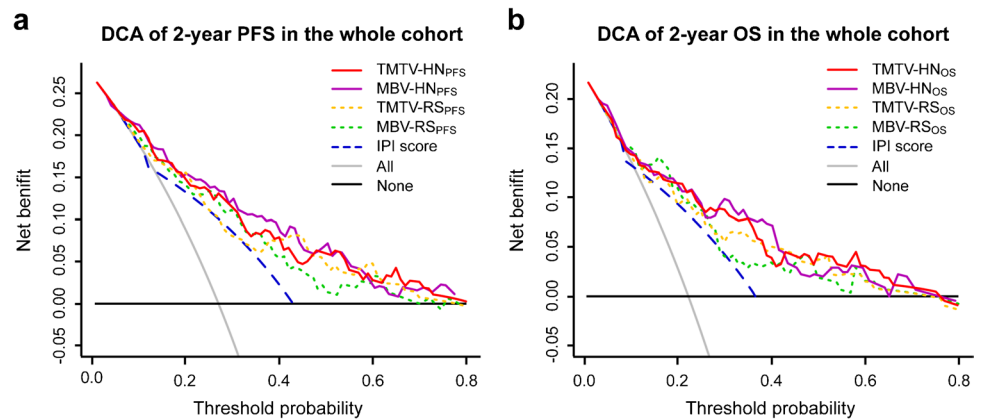 a
DCA of 2-year PFS in the whole cohort
TMTV-HNPFS
MBV-HNPFS
TMTV-RSPFS
MBV-RSPFS
IPI score
All
None
Net benifit
0.25
0.20
0.15
0.10
0.05
0.00
-0.05
0.0 0.2 0.4 0.6 0.8
Threshold probability
b
DCA of 2-year OS in the whole cohort
TMTV-HNOS
MBV-HNOS
TMTV-RSOS
MBV-RSOS
IPI score
All
None
Net benifit
0.20
0.15
0.10
0.05
0.00
-0.05
0.0 0.2 0.4 0.6 0.8
Threshold probability